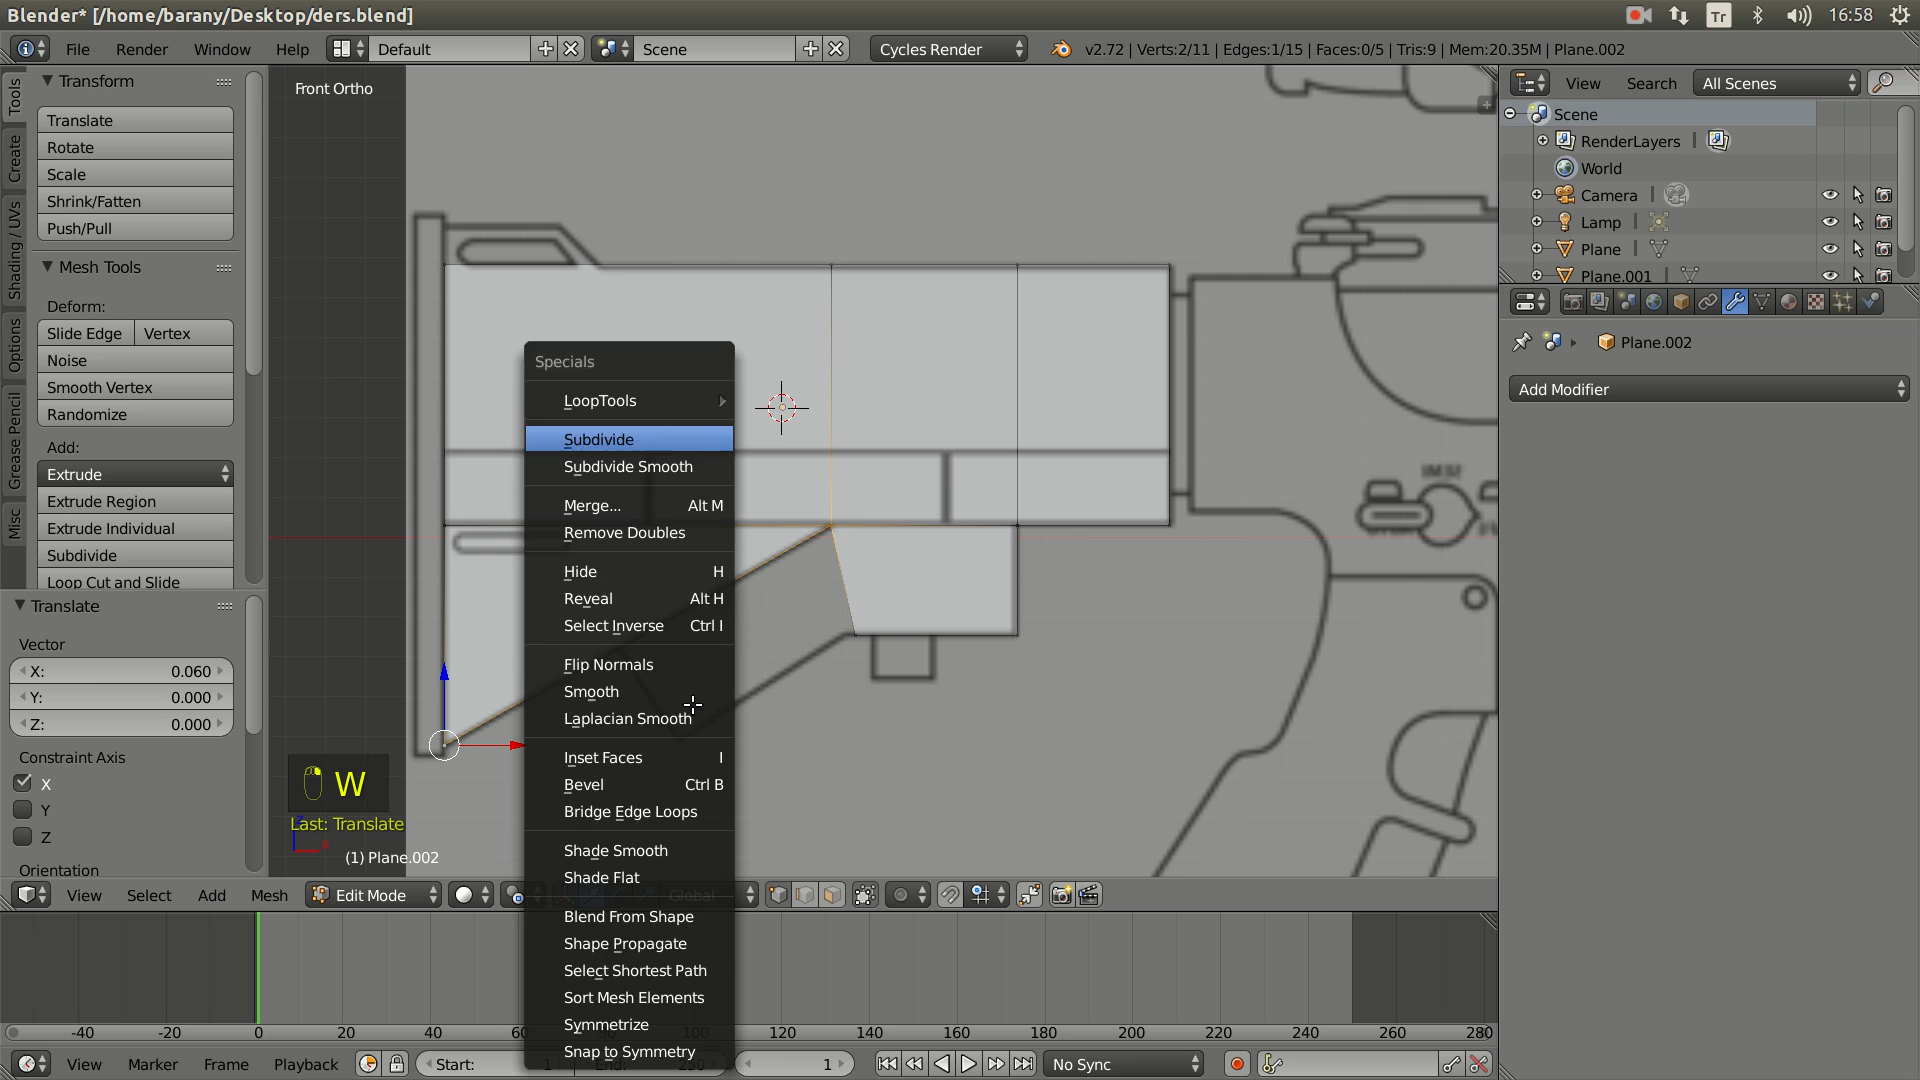 Blender* [/home/barany/Desktop/ders.blend]
Tr
16:58
File
Render
Window
Help
Default
Scene
Cycles Render
v2.72 | Verts:2/11 | Edges:1/15 | Faces:0/5 | Tris:9 | Mem:20.35M | Plane.002
Tools
Create
Shading / UVs
Options
Grease Pencil
Misc
Transform
Translate
Rotate
Scale
Shrink/Fatten
Push/Pull
Mesh Tools
Deform:
Slide Edge
Vertex
Noise
Smooth Vertex
Randomize
Add:
Extrude
Extrude Region
Extrude Individual
Subdivide
Loop Cut and Slide
Translate
Vector
X: 0.060
Y: 0.000
Z: 0.000
Constraint Axis
X
Y
Z
Orientation
Front Ortho
Specials
LoopTools
Subdivide
Subdivide Smooth
Merge... Alt M
Remove Doubles
Hide H
Reveal Alt H
Select Inverse Ctrl I
Flip Normals
Smooth
Laplacian Smooth
Inset Faces I
Bevel Ctrl B
Bridge Edge Loops
Shade Smooth
Shade Flat
Blend From Shape
Shape Propagate
Select Shortest Path
Sort Mesh Elements
Symmetrize
Snap to Symmetry
W
Last: Translate
(1) Plane.002
View
Select
Add
Mesh
Edit Mode
Global
-40 -20 0 20 40 60 100 120 140 160 180 200 220 240 260 280
View
Marker
Frame
Playback
Start: 1
End: 250
1
No Sync
View
Search
All Scenes
Scene
RenderLayers
World
Camera
Lamp
Plane
Plane.001
Plane.002
Add Modifier